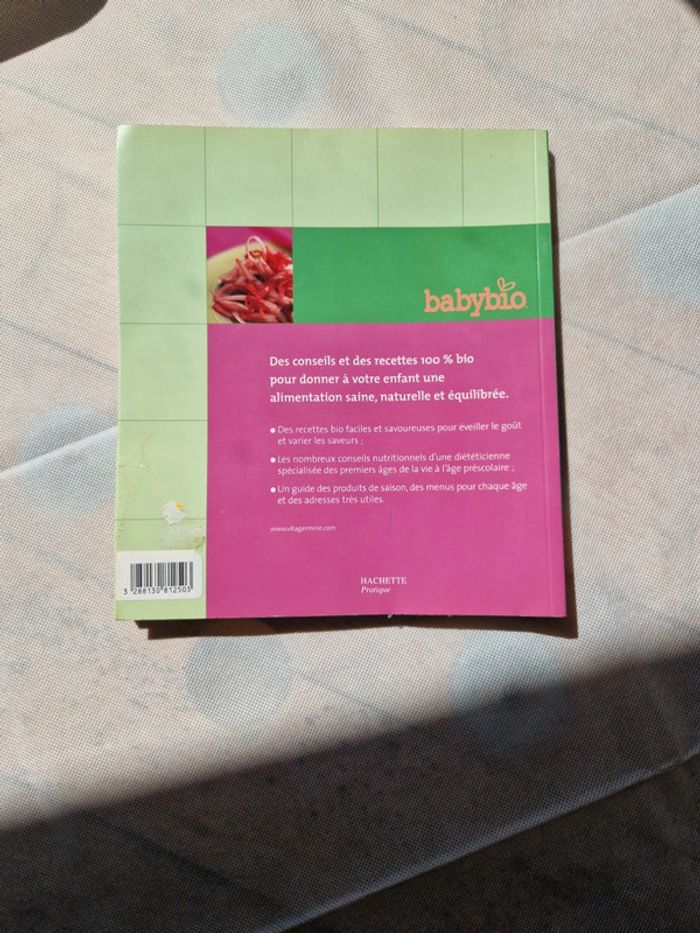 babybio
Des conseils et des recettes 100 % bio
pour donner à votre enfant une
alimentation saine, naturelle et équilibrée.
• Des recettes bio faciles et savoureuses pour éveiller le goût
et varier les saveurs ;
• Les nombreux conseils nutritionnels d'une diététicienne
spécialisée des premiers âges de la vie à l'âge préscolaire ;
• Un guide des produits de saison, des menus pour chaque âge
et des adresses très utiles.
www.vitagermine.com
HACHETTE
Pratique
3 288130 812503